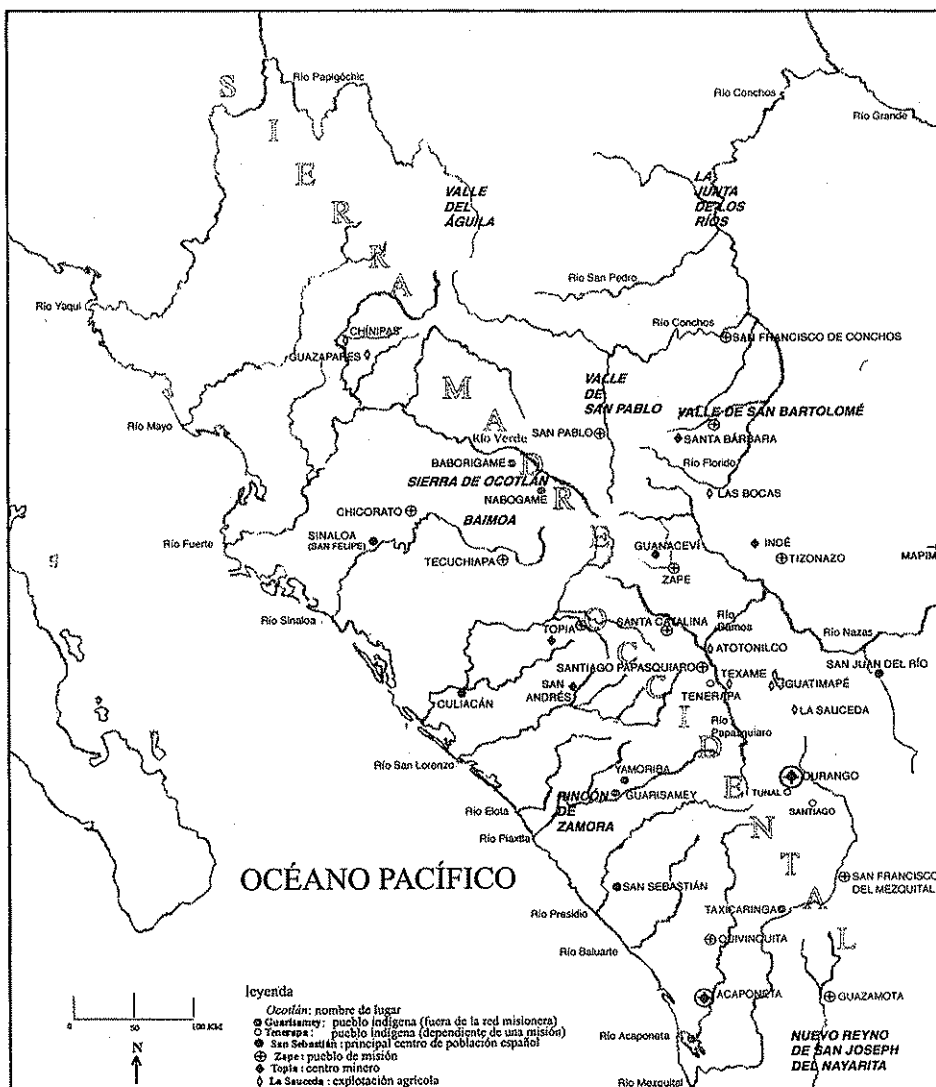 Río Papigóchic
Río Conchos
Río Grande
SIERRA MADRE OCCIDENTAL
VALLE
DEL
ÁGUILA
LA
JUNTA
DE LOS
RÍOS
Río San Pedro
Río Yaqui
CHÍNIPAS
GUAZAPARES
Río Conchos
SAN FRANCISCO DE CONCHOS
VALLE
DE
SAN PABLO
VALLE DE SAN BARTOLOMÉ
Río Mayo
Río Verde
SAN PABLO
SANTA BÁRBARA
BABORIGAME
Río Florido
SIERRA DE OCOTLÁN
NABOGAME
LAS BOCAS
CHICORATO
BAIMOA
Río Fuerte
SINALOA
(SAN FELIPE)
TECUCHIAPA
GUANACEVÍ
INDÉ
ZAPE
TIZONAZO
MAPIM
Río Sinaloa
TOPIA
SANTA CATALINA
Río
Ramos
Río Nazas
ATOTONILCO
SANTIAGO PAPASQUIARO
TEXAME
SAN JUAN DEL RÍO
SAN
ANDRÉS
TENERAPA
GUATIMAPÉ
CULIACÁN
LA SAUCEDA
Río
Papasquiaro
Río San Lorenzo
YAMORIBA
DURANGO
GUARISAMEY
TUNAL
SANTIAGO
Río Elota
RINCÓN
DE
ZAMORA
Río Piaxtla
OCÉANO PACÍFICO
SAN SEBASTIÁN
SAN FRANCISCO
DEL MEZQUITAL
Río Presidio
TAXICARINGA
Río Baluarte
QUIVINQUITA
ACAPONETA
GUAZAMOTA
Río Acaponeta
NUEVO REYNO
DE SAN JOSEPH
DEL NAYARITA
Río Mezquital
0 50 100 KM
N
leyenda
Ocotlán: nombre de lugar
Guarisamey: pueblo indígena (fuera de la red misionera)
Tenerapa: pueblo indígena (dependiente de una misión)
San Sebastián: principal centro de población español
Zape: pueblo de misión
Topia: centro minero
La Sauceda: explotación agrícola